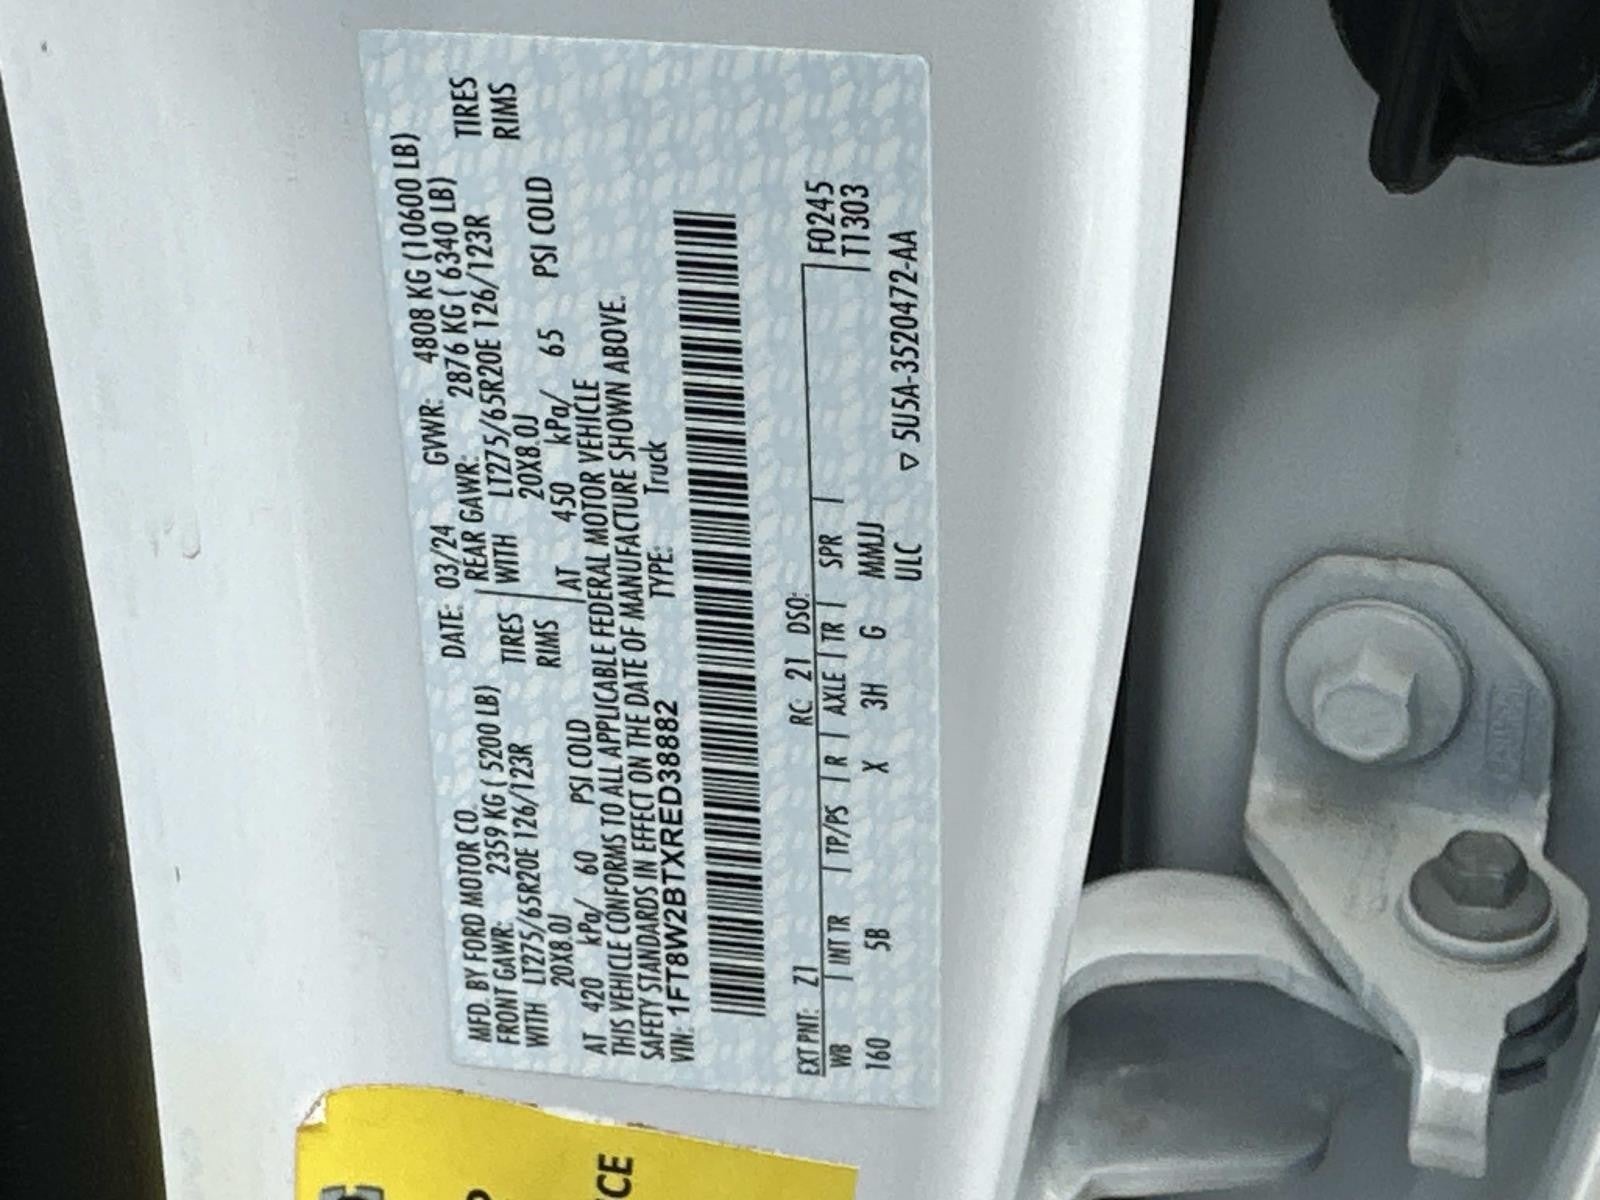 MFD. BY FORD MOTOR CO. DATE: 03/24 GVWR: 4808 KG (10600 LB)
FRONT GAWR: 2359 KG ( 5200 LB) REAR GAWR: 2876 KG ( 6340 LB)
WITH LT275/65R20E 126/123R TIRES WITH LT275/65R20E 126/123R TIRES
20X8.0J RIMS 20X8.0J RIMS
AT 420 kPa/ 60 PSI COLD AT 450 kPa/ 65 PSI COLD
THIS VEHICLE CONFORMS TO ALL APPLICABLE FEDERAL MOTOR VEHICLE
SAFETY STANDARDS IN EFFECT ON THE DATE OF MANUFACTURE SHOWN ABOVE.
VIN: 1FT8W2BTXRED38882 TYPE: Truck
EXT PNT: Z1 RC: 21 DSO: F0245
WB INT TR TP/PS R AXLE TR SPR T1303
160 5B X 3H G MMJJ
ULC ▽ 5U5A-3520472-AA
CE